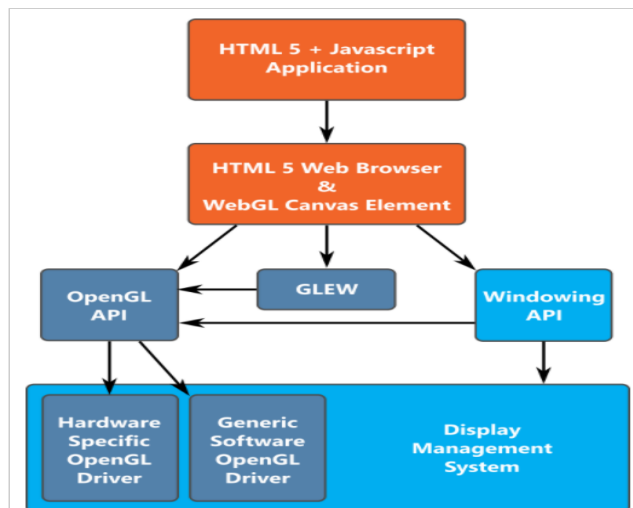 HTML 5 + Javascript
Application
HTML 5 Web Browser
&
WebGL Canvas Element
OpenGL
API
GLEW
Windowing
API
Hardware
Specific
OpenGL
Driver
Generic
Software
OpenGL
Driver
Display
Management
System